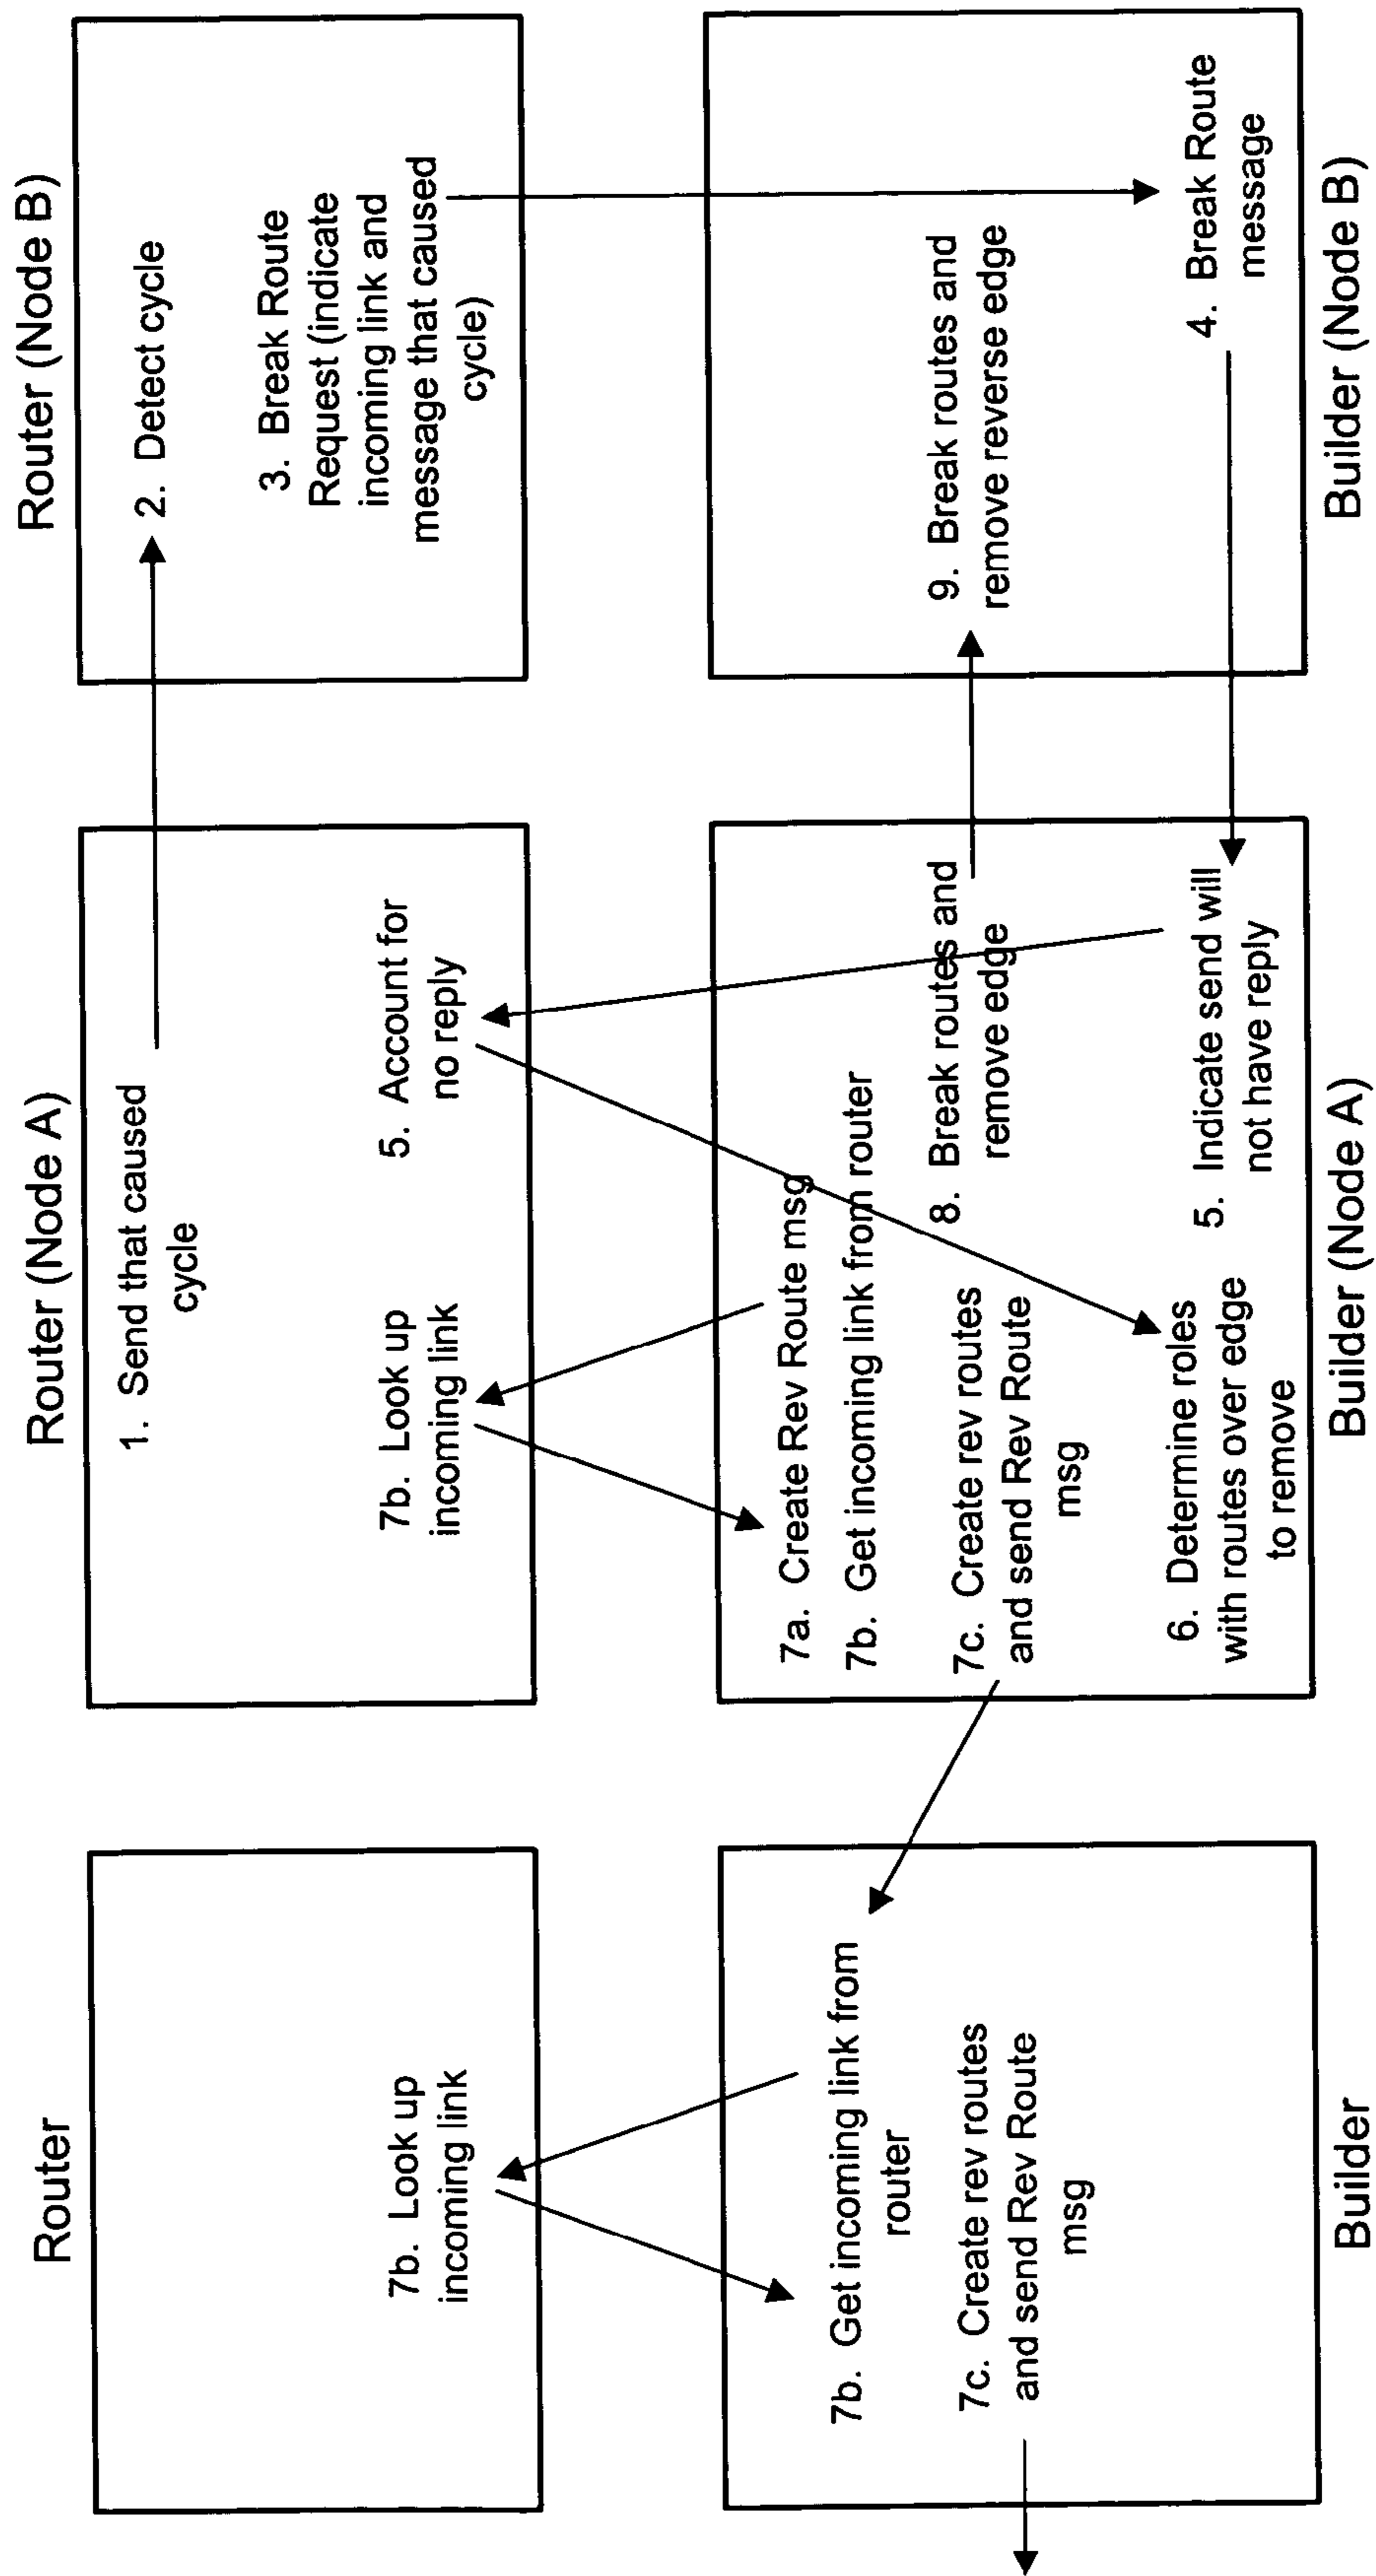 Router
7b. Look up
incoming link
7b. Get incoming link from
router
7c. Create rev routes
and send Rev Route
msg
Builder
Router (Node A)
1. Send that caused
cycle
7b. Look up
incoming link
5. Account for
no reply
7a. Create Rev Route msg
7b. Get incoming link from router
7c. Create rev routes
and send Rev Route
msg
8. Break routes and
remove edge
6. Determine roles
with routes over edge
to remove
5. Indicate send will
not have reply
Builder (Node A)
Router (Node B)
2. Detect cycle
3. Break Route
Request (indicate
incoming link and
message that caused
cycle)
9. Break routes and
remove reverse edge
4. Break Route
message
Builder (Node B)